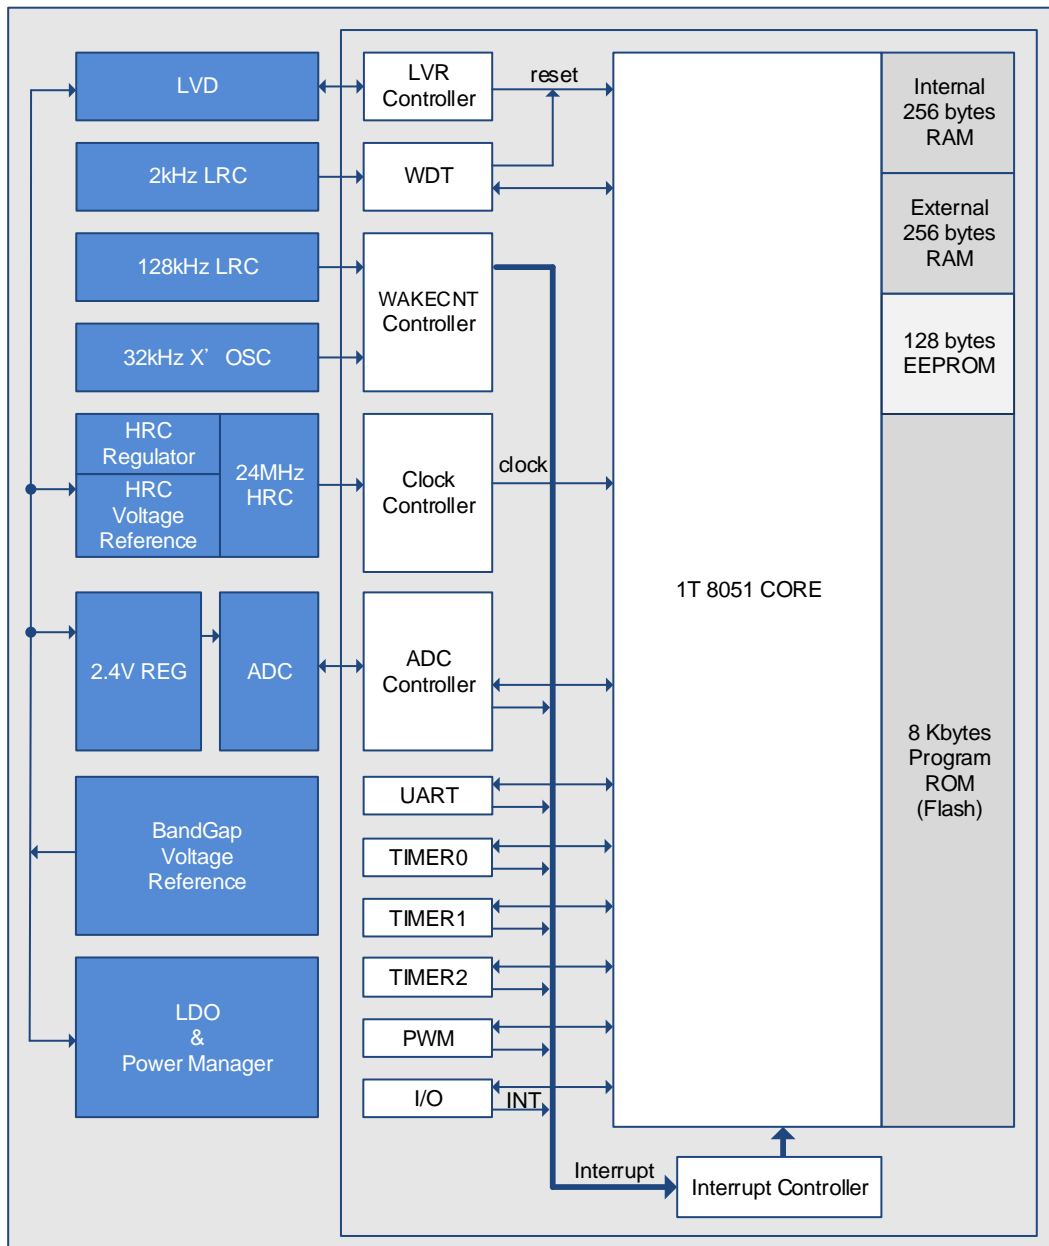 LVD
LVR
Controller
reset
Internal
256 bytes
RAM
2kHz LRC
WDT
External
256 bytes
RAM
128kHz LRC
WAKECNT
Controller
32kHz X’ OSC
128 bytes
EEPROM
HRC
Regulator
HRC
Voltage
Reference
24MHz
HRC
Clock
Controller
clock
1T 8051 CORE
2.4V REG
ADC
ADC
Controller
8 Kbytes
Program
ROM
(Flash)
UART
BandGap
Voltage
Reference
TIMER0
TIMER1
TIMER2
LDO
&
Power Manager
PWM
I/O
INT
Interrupt
Interrupt Controller